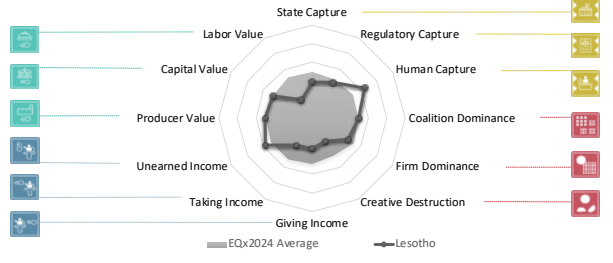 State Capture
Labor Value
Regulatory Capture
Capital Value
Human Capture
Producer Value
Coalition Dominance
Unearned Income
Firm Dominance
Taking Income
Creative Destruction
Giving Income
EQx2024 Average
Lesotho